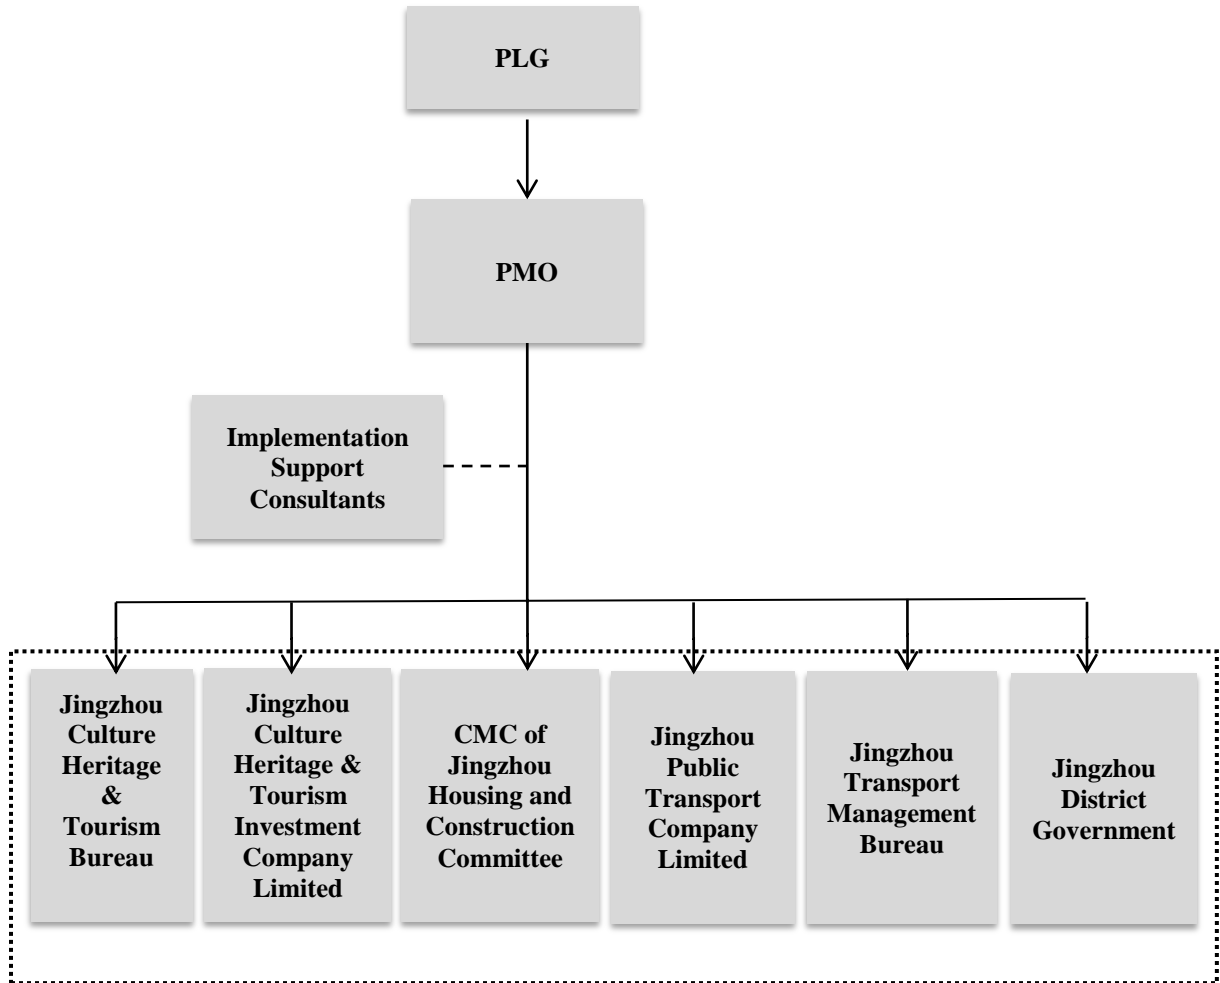 PLG
PMO
Implementation
Support
Consultants
Jingzhou
Culture
Heritage
&
Tourism
Bureau
Jingzhou
Culture
Heritage &
Tourism
Investment
Company
Limited
CMC of
Jingzhou
Housing and
Construction
Committee
Jingzhou
Public
Transport
Company
Limited
Jingzhou
Transport
Management
Bureau
Jingzhou
District
Government